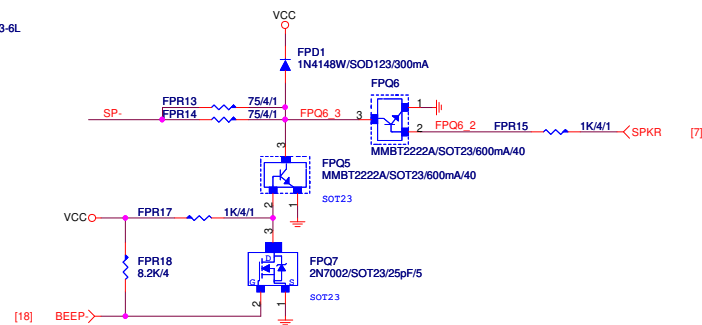 VCC
3-6L
FPD1
1N4148W/SOD123/300mA
FPQ6
FPR13
75/4/1
1
SP-
FPR14
75/4/1
FPQ6_3
3
FPQ6_2
FPR15
1K/4/1
SPKR
[7]
2
MMBT2222A/SOT23/600mA/40
3
FPQ5
MMBT2222A/SOT23/600mA/40
SOT23
2
1
VCC
FPR17
1K/4/1
3
FPR18
8.2K/4
D
G
S
FPQ7
2N7002/SOT23/25pF/5
SOT23
2
1
[18]
BEEP-